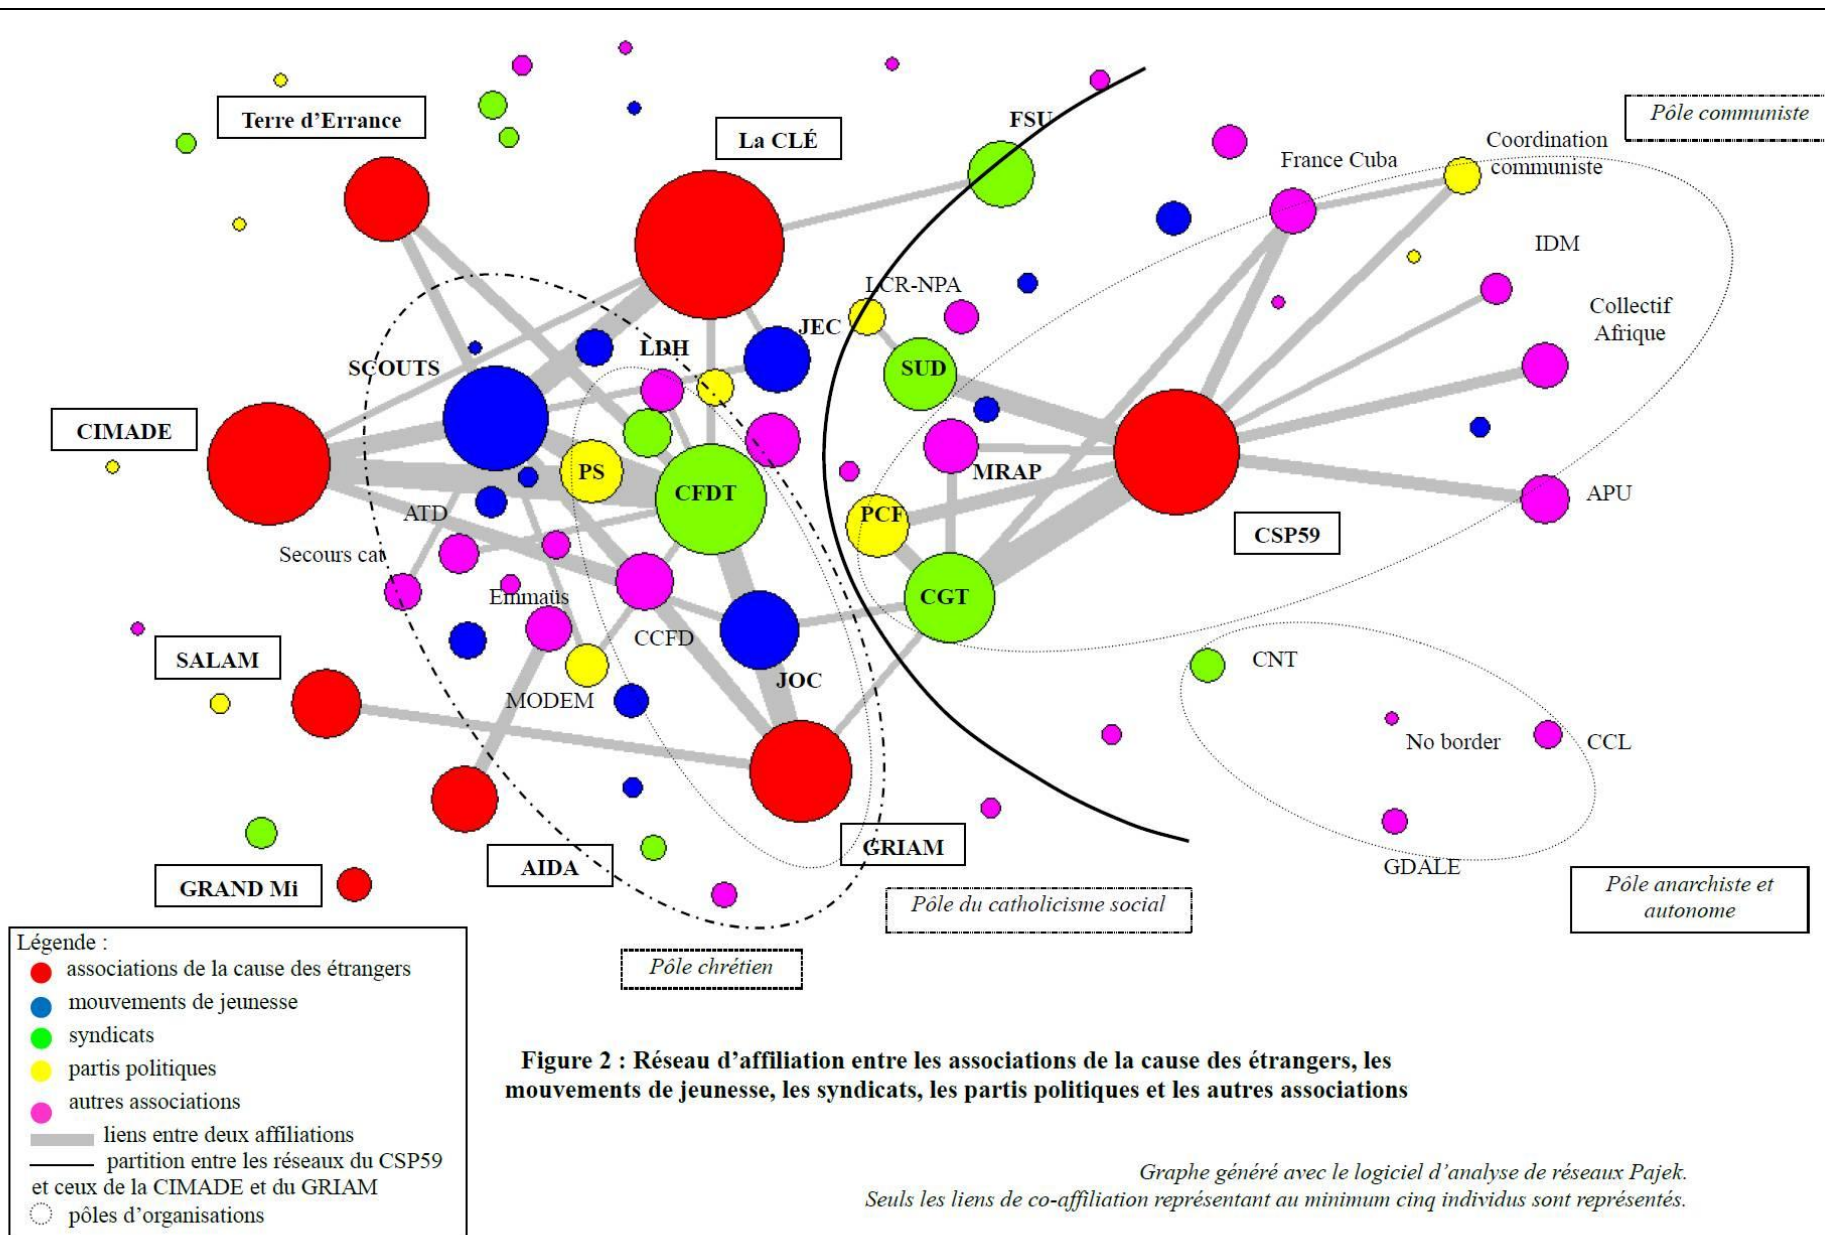 Terre d'Errance
La CLÉ
FSU
Pôle communiste
Coordination
communiste
France Cuba
IDM
LCR-NPA
Collectif
Afrique
JEC
LDH
SCOUTS
SUD
CIMADE
PS
MRAP
CFDT
APU
ATD
PCF
CSP59
Secours cat
Emmaüs
CGT
CCFD
SALAM
CNT
JOC
MODEM
No border
CCL
GRIAM
AIDA
GDALE
GRAND Mi
Pôle anarchiste et
autonome
Pôle du catholicisme social
Pôle chrétien
Légende :
associations de la cause des étrangers
mouvements de jeunesse
syndicats
partis politiques
autres associations
liens entre deux affiliations
partition entre les réseaux du CSP59
et ceux de la CIMADE et du GRIAM
pôles d'organisations
Figure 2 : Réseau d'affiliation entre les associations de la cause des étrangers, les
mouvements de jeunesse, les syndicats, les partis politiques et les autres associations
Graphe généré avec le logiciel d'analyse de réseaux Pajek.
Seuls les liens de co-affiliation représentant au minimum cinq individus sont représentés.